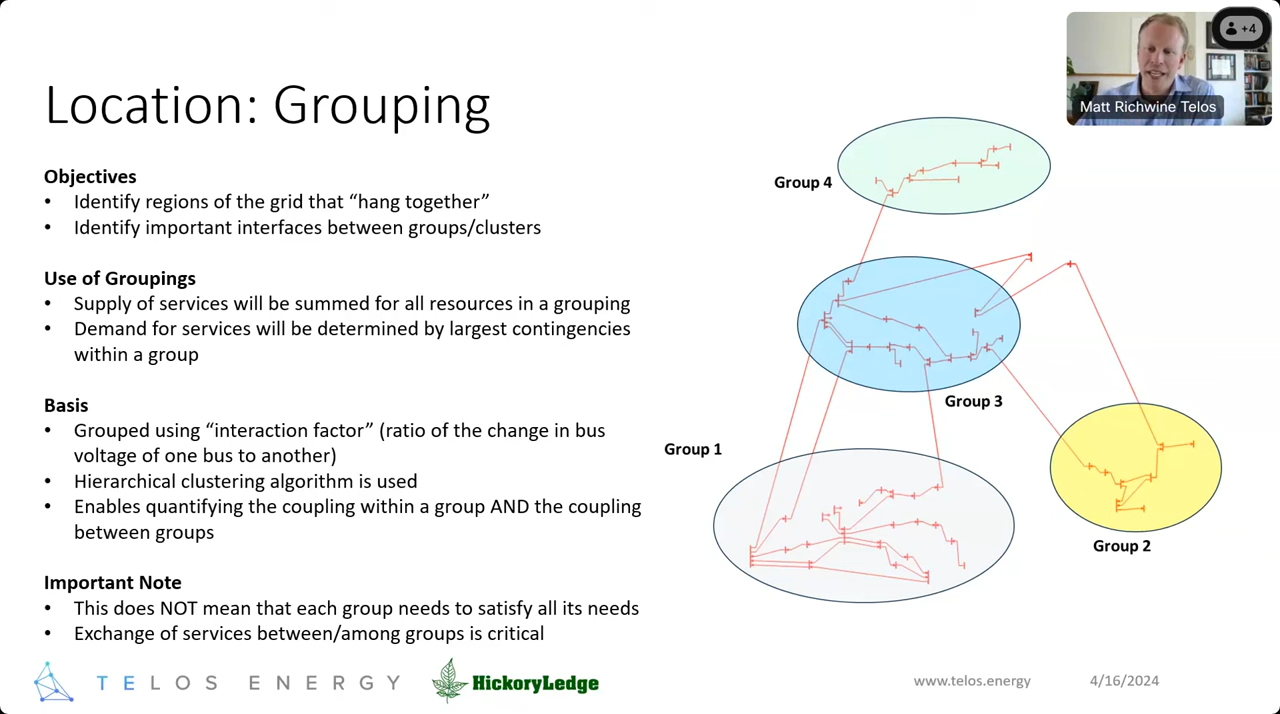 +4
Matt Richwine Telos
Location: Grouping
Objectives
• Identify regions of the grid that “hang together”
• Identify important interfaces between groups/clusters
Use of Groupings
• Supply of services will be summed for all resources in a grouping
• Demand for services will be determined by largest contingencies
within a group
Basis
• Grouped using “interaction factor” (ratio of the change in bus
voltage of one bus to another)
• Hierarchical clustering algorithm is used
• Enables quantifying the coupling within a group AND the coupling
between groups
Important Note
• This does NOT mean that each group needs to satisfy all its needs
• Exchange of services between/among groups is critical
Group 4
Group 3
Group 1
Group 2
TELOS ENERGY
HickoryLedge
www.telos.energy
4/16/2024